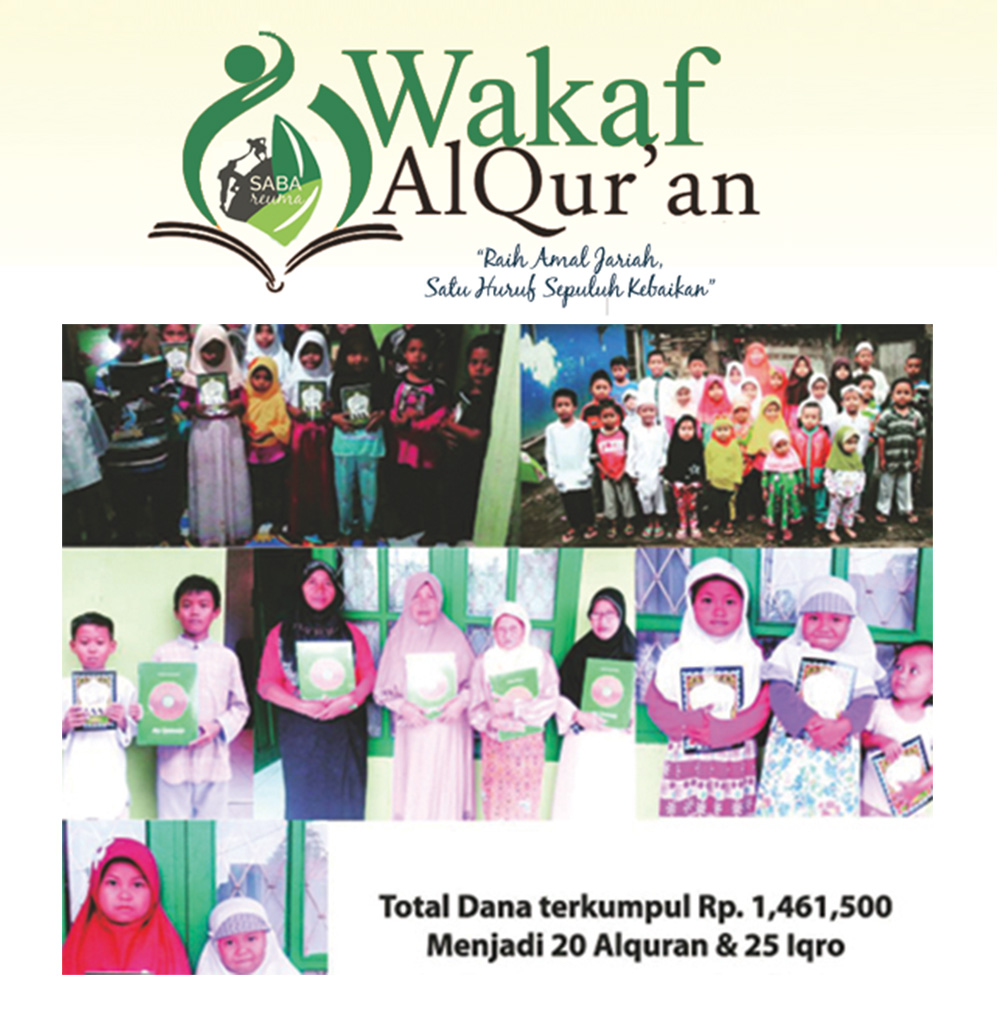 Wakaf
AlQur'an
SABA
reuma
"Raih Amal Jariah,
Satu Huruf Sepuluh Kebaikan"
Total Dana terkumpul Rp. 1,461,500
Menjadi 20 Alquran & 25 Iqro